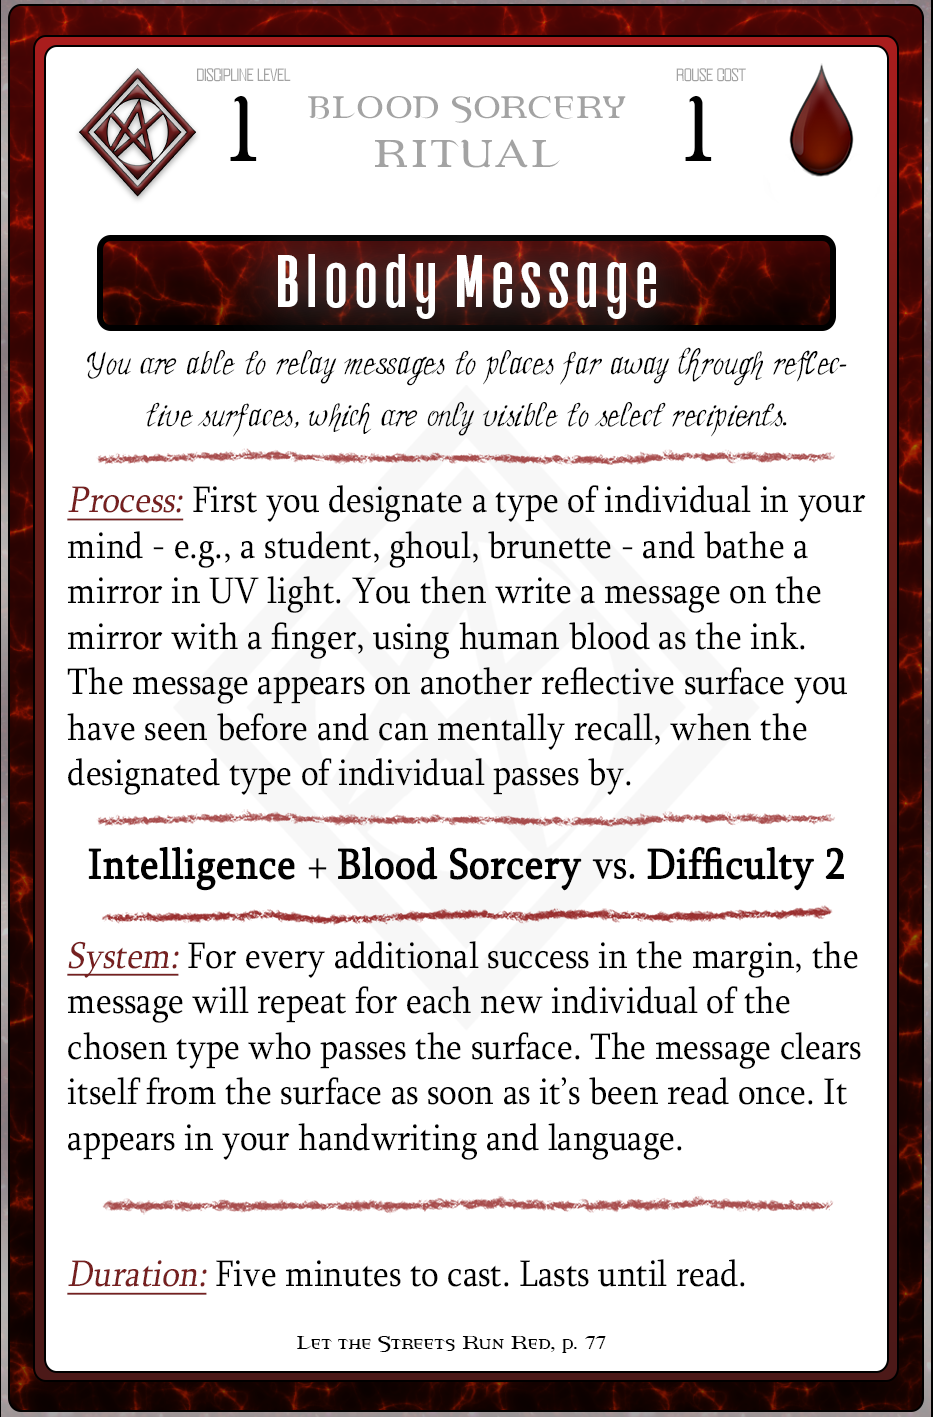 DISCIPLINE LEVEL
1
BLOOD SORCERY
RITUAL
ROUSE COST
1
Bloody Message
You are able to relay messages to places far away through reflec-
tive surfaces, which are only visible to select recipients.
Process: First you designate a type of individual in your
mind - e.g., a student, ghoul, brunette - and bathe a
mirror in UV light. You then write a message on the
mirror with a finger, using human blood as the ink.
The message appears on another reflective surface you
have seen before and can mentally recall, when the
designated type of individual passes by.
Intelligence + Blood Sorcery vs. Difficulty 2
System: For every additional success in the margin, the
message will repeat for each new individual of the
chosen type who passes the surface. The message clears
itself from the surface as soon as it's been read once. It
appears in your handwriting and language.
Duration: Five minutes to cast. Lasts until read.
Let the Streets Run Red, p. 77